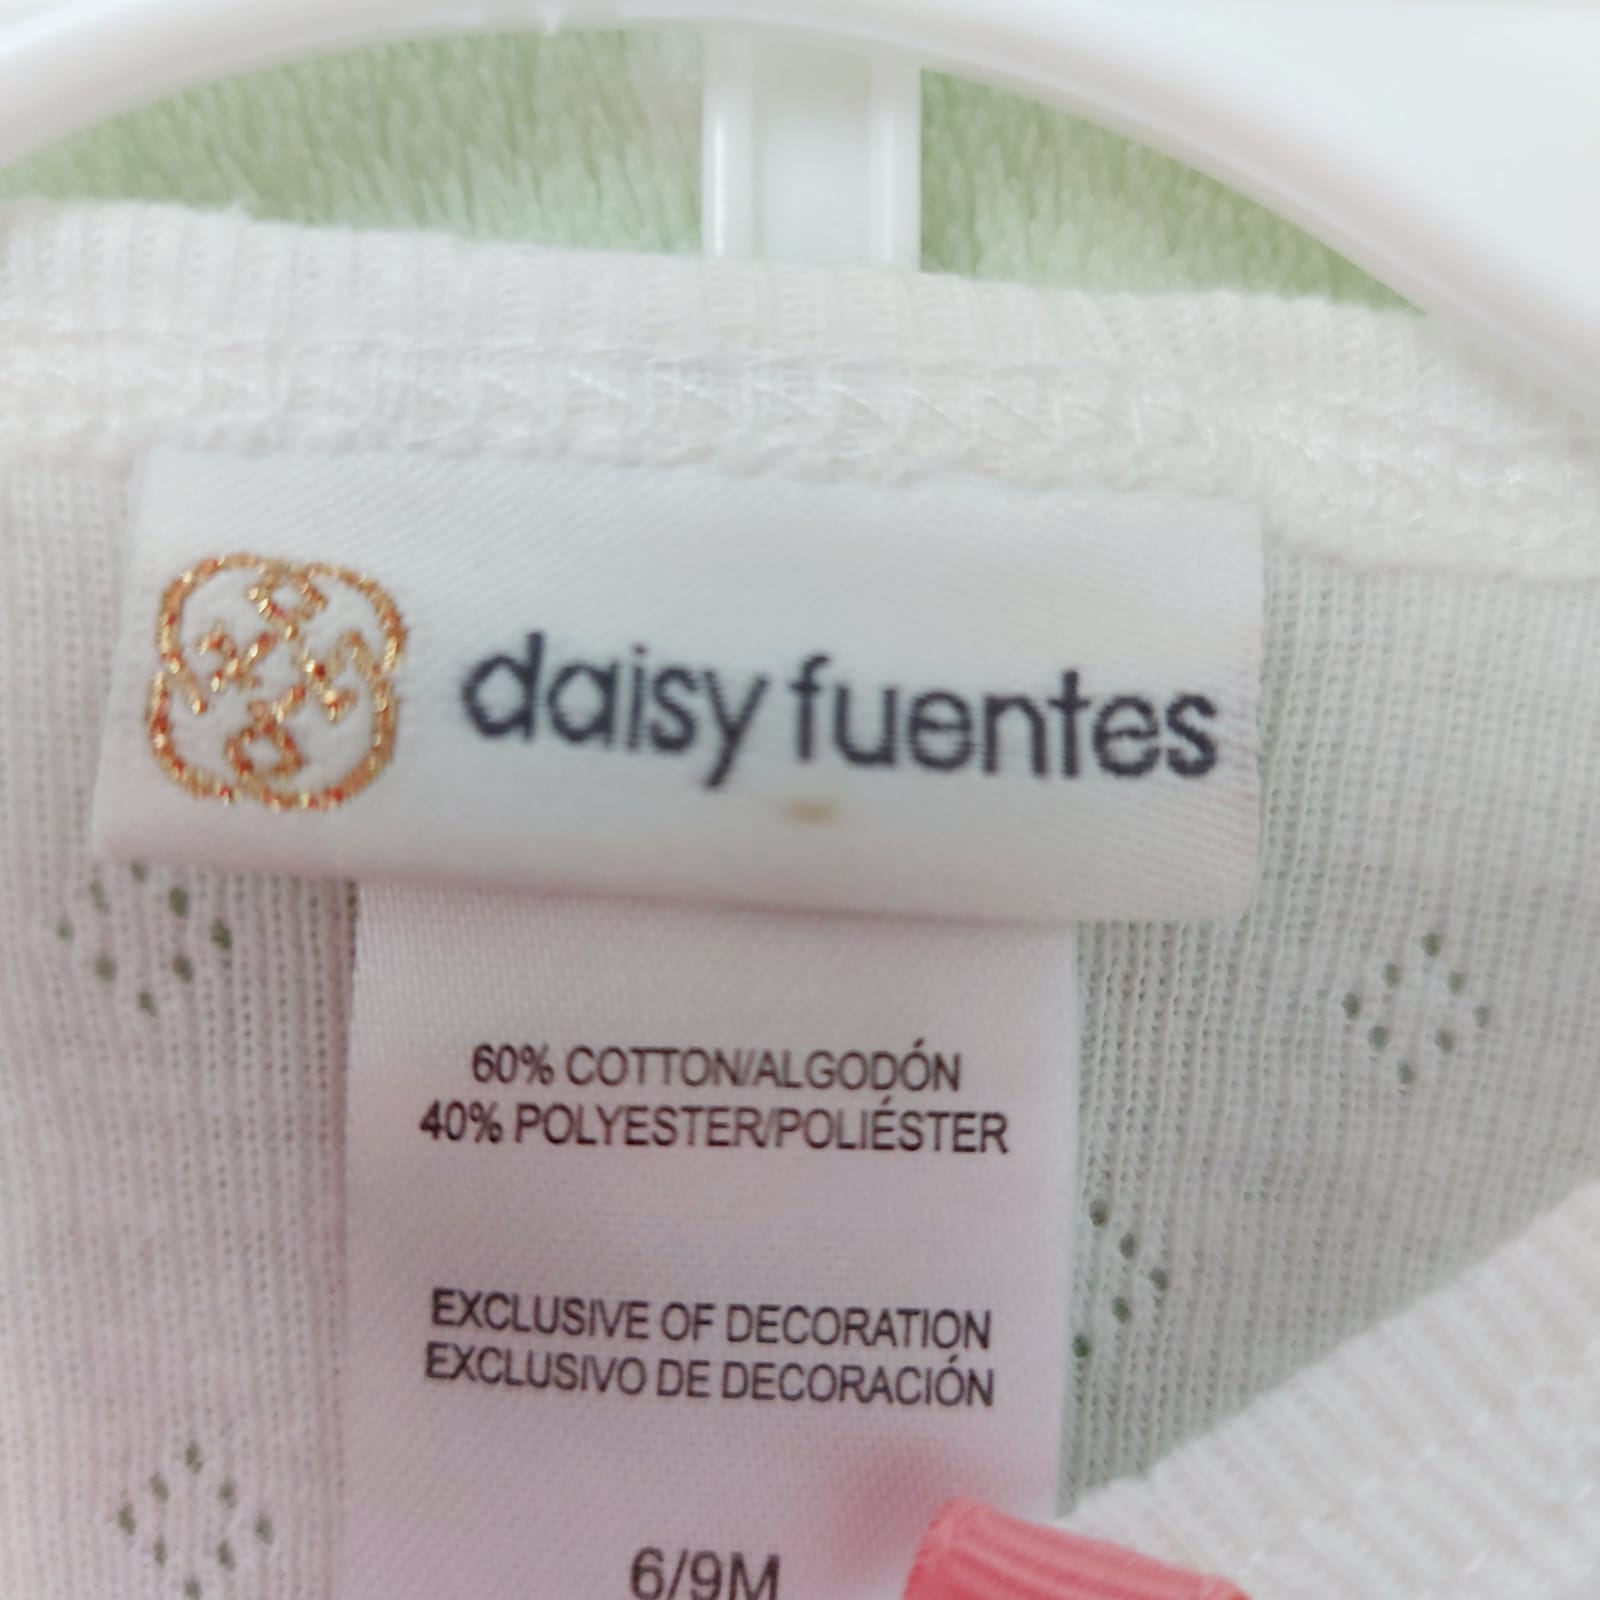 daisy fuentes
60% COTTON/ALGODÓN
40% POLYESTER/POLIÉSTER
EXCLUSIVE OF DECORATION
EXCLUSIVO DE DECORACIÓN
6/9M